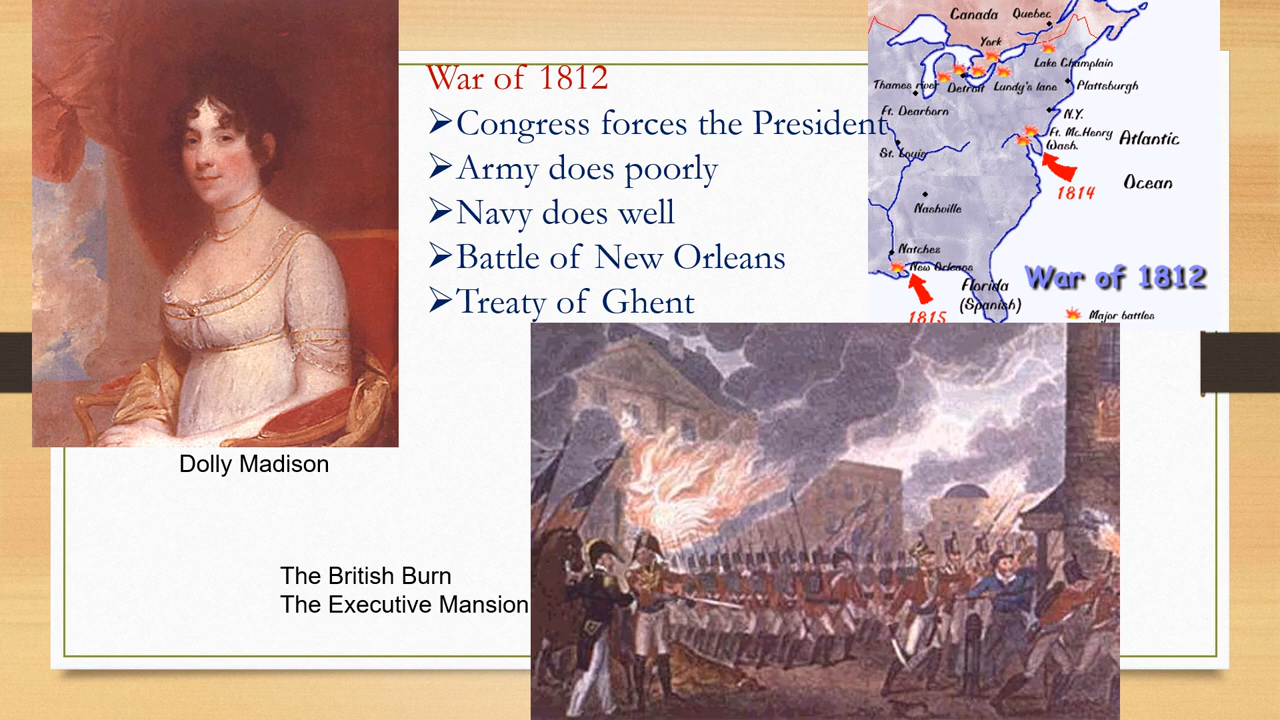 War of 1812
➢Congress forces the President
➢Army does poorly
➢Navy does well
➢Battle of New Orleans
➢Treaty of Ghent
Dolly Madison
The British Burn
The Executive Mansion
Canada
Quebec
York
Lake Champlain
Thames river
Detroit
Lundy's lane
Plattsburgh
Ft. Dearborn
N.Y.
Ft. Mc.Henry
Wash.
Atlantic
Ocean
St. Louis
1814
Nashville
Natchez
New Orleans
Florida
(Spanish)
War of 1812
1815
Major battles